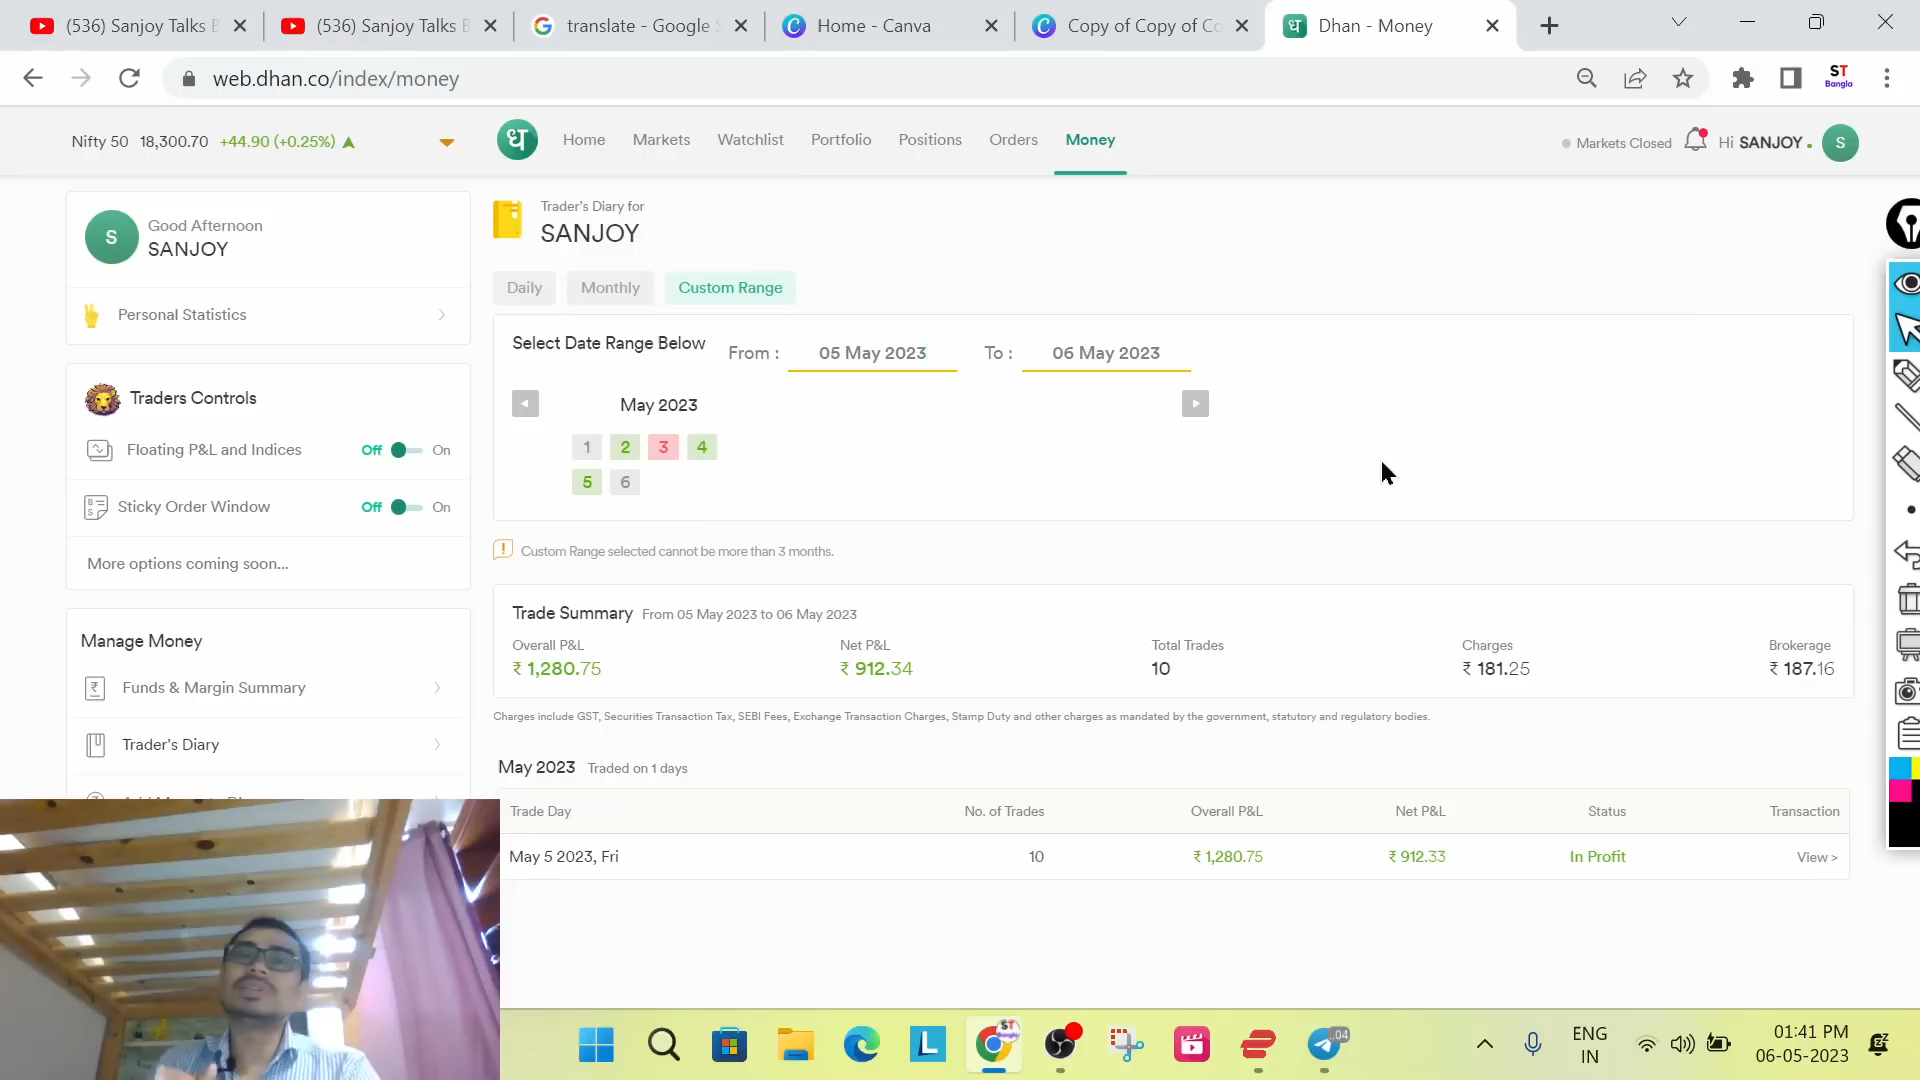 (536) Sanjoy Talks B
(536) Sanjoy Talks B
translate - Google S
Home - Canva
Copy of Copy of Co
Dhan - Money
web.dhan.co/index/money
ST
Bangla
Nifty 50 18,300.70 +44.90 (+0.25%)
ध
Home Markets Watchlist Portfolio Positions Orders Money
Markets Closed
Hi SANJOY
S
S
Good Afternoon
SANJOY
Personal Statistics
Traders Controls
Floating P&L and Indices Off On
Sticky Order Window Off On
More options coming soon...
Manage Money
Funds & Margin Summary
Trader's Diary
Trader's Diary for
SANJOY
Daily Monthly Custom Range
Select Date Range Below From : 05 May 2023 To : 06 May 2023
May 2023
1 2 3 4
5 6
Custom Range selected cannot be more than 3 months.
Trade Summary From 05 May 2023 to 06 May 2023
Overall P&L Net P&L Total Trades Charges Brokerage
₹ 1,280.75 ₹ 912.34 10 ₹ 181.25 ₹ 187.16
Charges include GST, Securities Transaction Tax, SEBI Fees, Exchange Transaction Charges, Stamp Duty and other charges as mandated by the government, statutory and regulatory bodies.
May 2023 Traded on 1 days
Trade Day No. of Trades Overall P&L Net P&L Status Transaction
May 5 2023, Fri 10 ₹ 1,280.75 ₹ 912.33 In Profit View >
L
ST
.04
ENG
IN
01:41 PM
06-05-2023